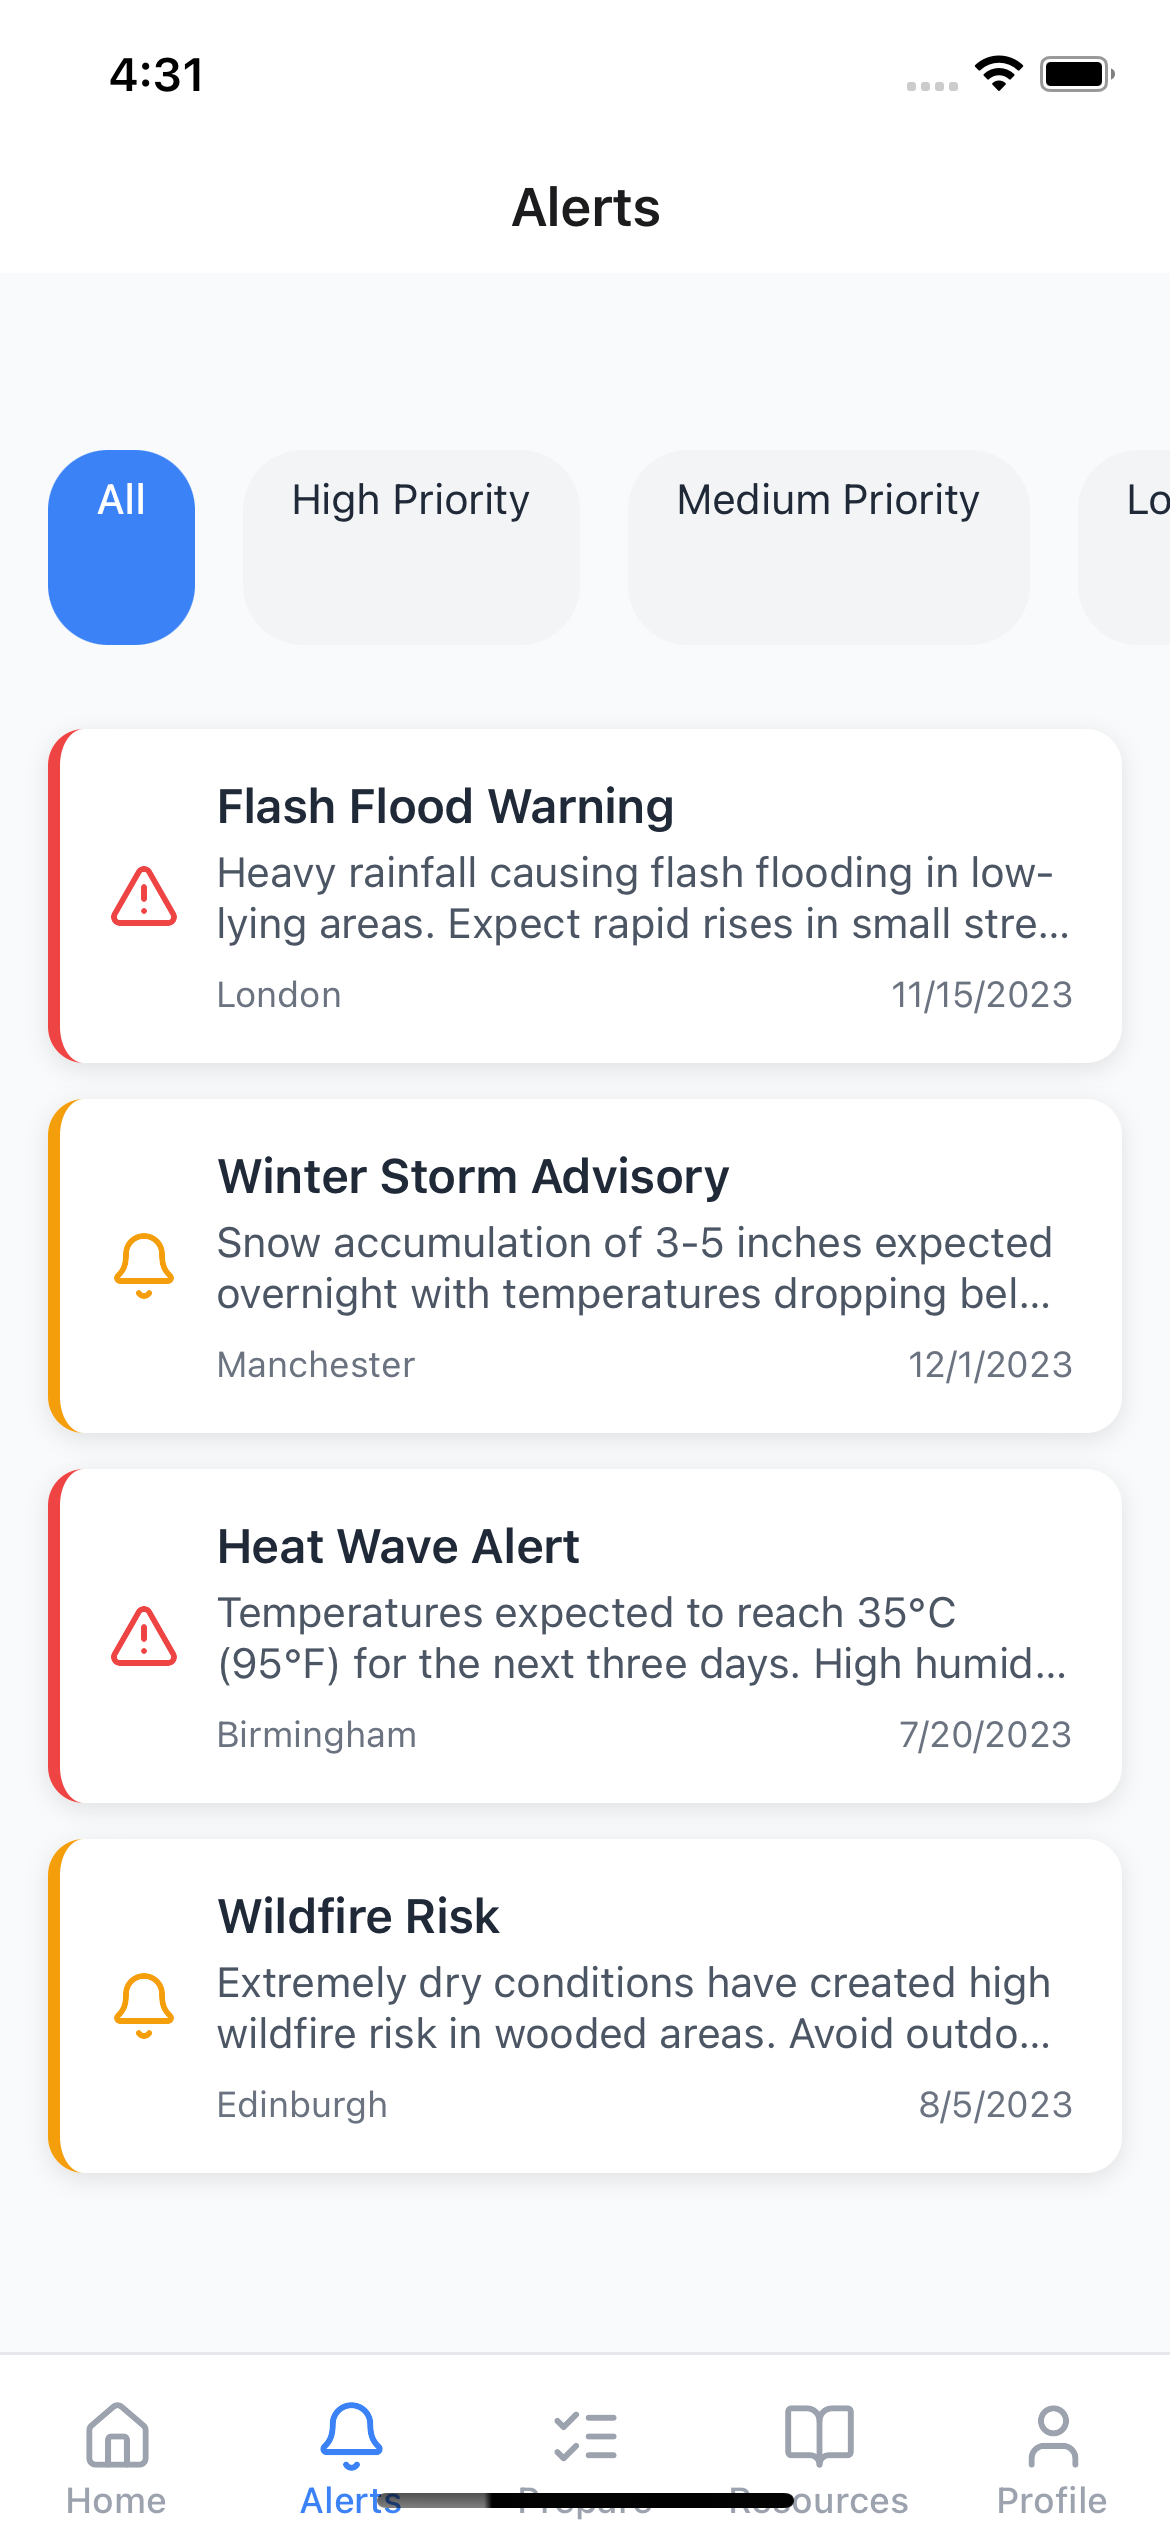 4:31
Alerts
All
High Priority
Medium Priority
Lo
Flash Flood Warning
Heavy rainfall causing flash flooding in low-
lying areas. Expect rapid rises in small stre...
London
11/15/2023
Winter Storm Advisory
Snow accumulation of 3-5 inches expected
overnight with temperatures dropping bel...
Manchester
12/1/2023
Heat Wave Alert
Temperatures expected to reach 35°C
(95°F) for the next three days. High humid...
Birmingham
7/20/2023
Wildfire Risk
Extremely dry conditions have created high
wildfire risk in wooded areas. Avoid outdo...
Edinburgh
8/5/2023
Home
Alerts
Prepare
Resources
Profile